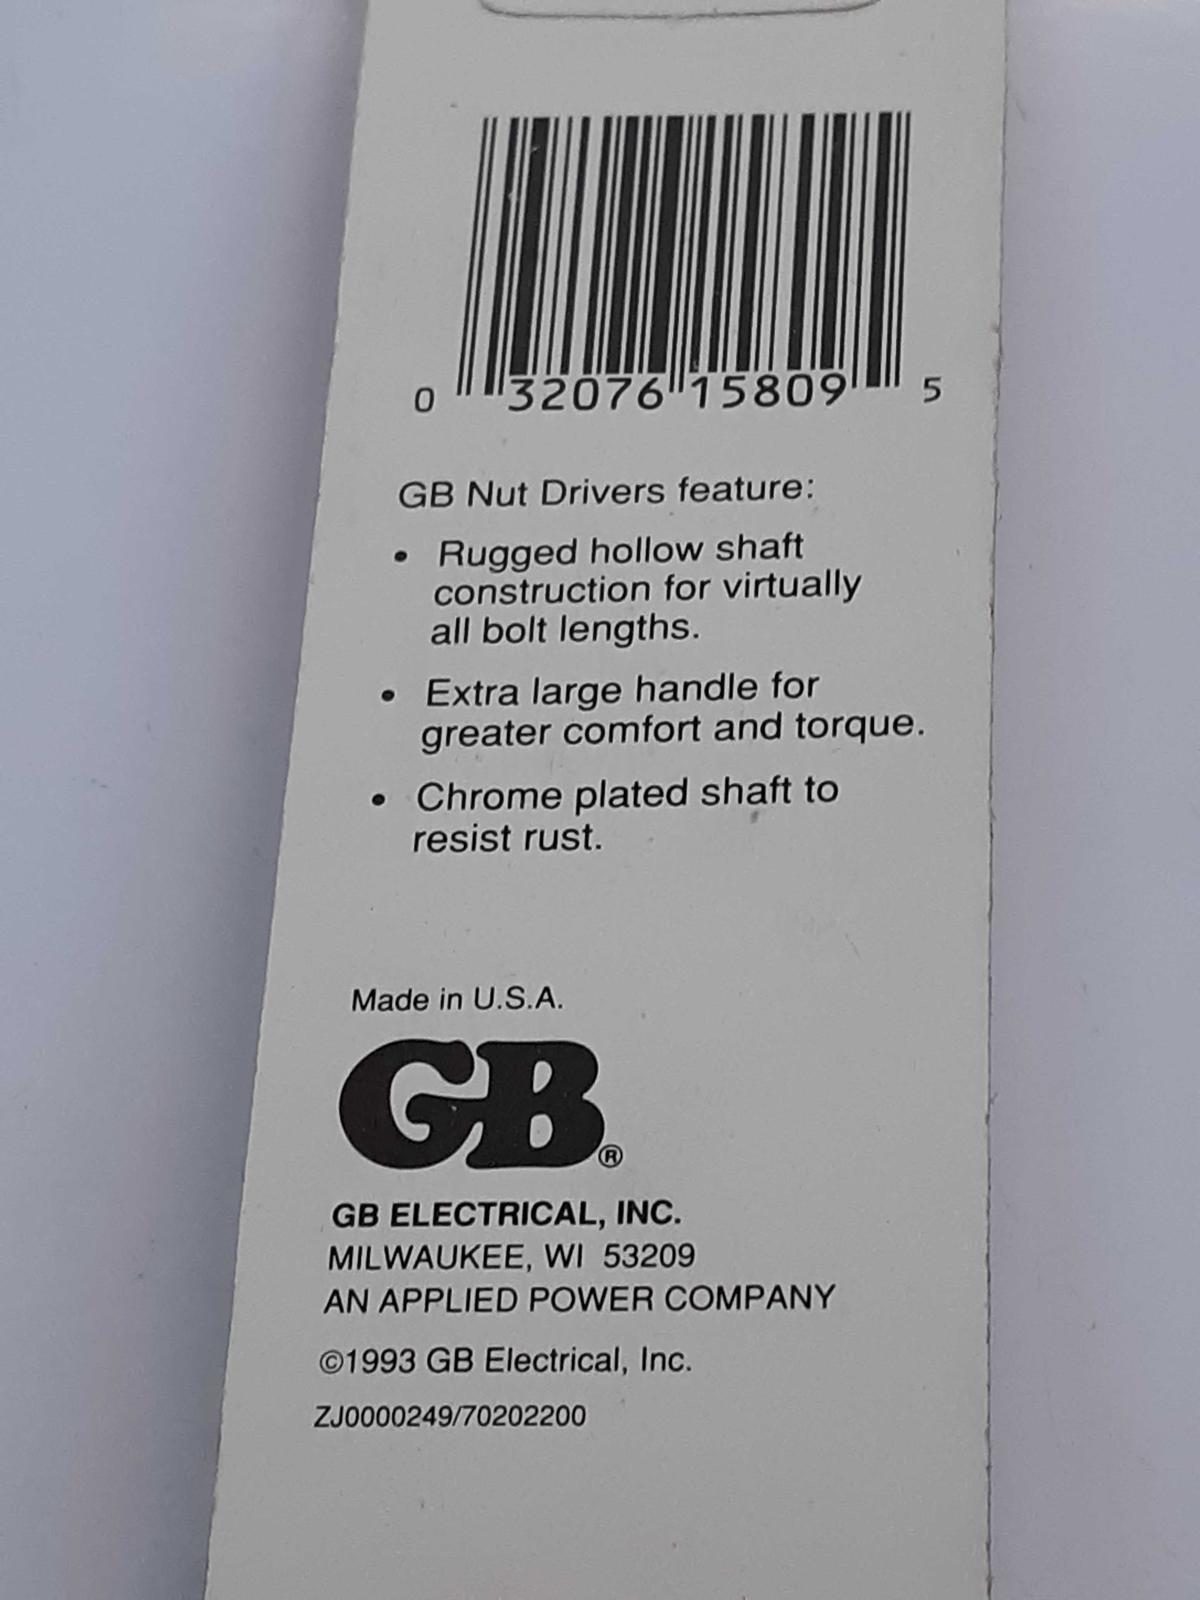 0 32076 15809 5
GB Nut Drivers feature:
• Rugged hollow shaft
construction for virtually
all bolt lengths.
• Extra large handle for
greater comfort and torque.
• Chrome plated shaft to
resist rust.
Made in U.S.A.
GB®
GB ELECTRICAL, INC.
MILWAUKEE, WI 53209
AN APPLIED POWER COMPANY
©1993 GB Electrical, Inc.
ZJ0000249/70202200